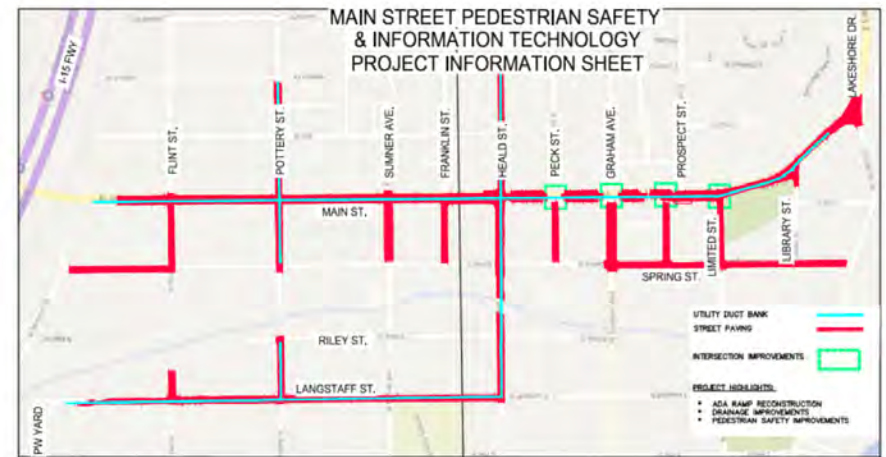 MAIN STREET PEDESTRIAN SAFETY
& INFORMATION TECHNOLOGY
PROJECT INFORMATION SHEET
I-15 FWY
LAKESHORE DR.
FLINT ST.
POTTERY ST.
SUMNER AVE.
FRANKLIN ST.
HEALD ST.
PECK ST.
GRAHAM AVE.
PROSPECT ST.
MAIN ST.
LIMITED ST.
LIBRARY ST.
SPRING ST.
RILEY ST.
LANGSTAFF ST.
PW YARD
UTILITY DUCT BANK
STREET PAVING
INTERSECTION IMPROVEMENTS
PROJECT HIGHLIGHTS:
• ADA RAMP RECONSTRUCTION
• DRAINAGE IMPROVEMENTS
• PEDESTRIAN SAFETY IMPROVEMENTS